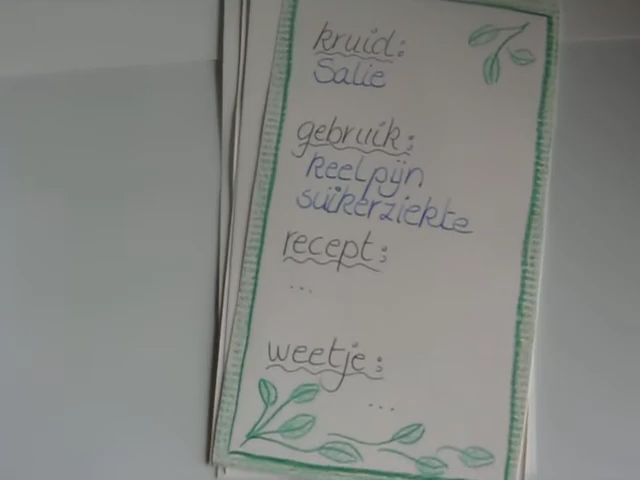 kruid:
Salie
gebruik:
keelpijn
suikerziekte
recept:
...
weetje:
...